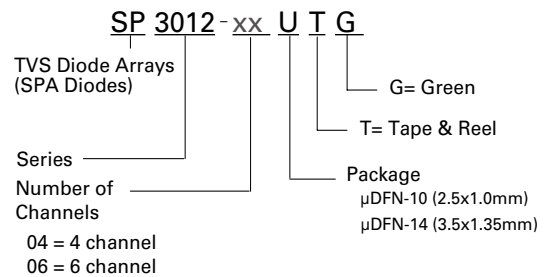 SP 3012 - xx U T G
TVS Diode Arrays
(SPA Diodes)
G= Green
T= Tape & Reel
Series
Package
Number of
Channels
µDFN-10 (2.5x1.0mm)
µDFN-14 (3.5x1.35mm)
04 = 4 channel
06 = 6 channel